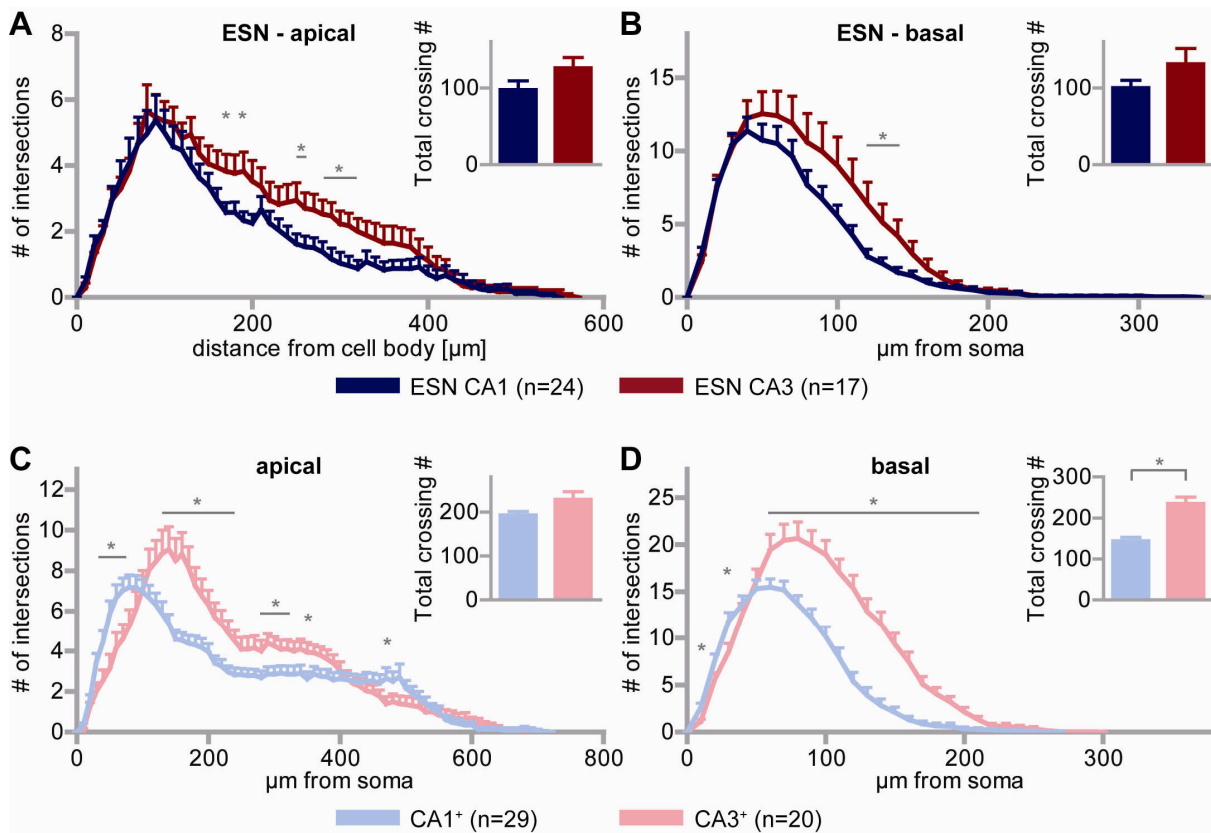 A
ESN - apical
# of intersections
8
6
4
2
0
0
200
400
600
distance from cell body [µm]
Total crossing #
100
0
*
*
*
*
B
ESN - basal
# of intersections
15
10
5
0
0
100
200
300
µm from soma
Total crossing #
100
0
*
ESN CA1 (n=24)
ESN CA3 (n=17)
C
apical
# of intersections
12
10
8
6
4
2
0
0
200
400
600
800
µm from soma
Total crossing #
200
100
0
*
*
*
*
*
D
basal
# of intersections
25
20
15
10
5
0
0
100
200
300
µm from soma
Total crossing #
300
200
100
0
*
*
*
*
CA1⁺ (n=29)
CA3⁺ (n=20)